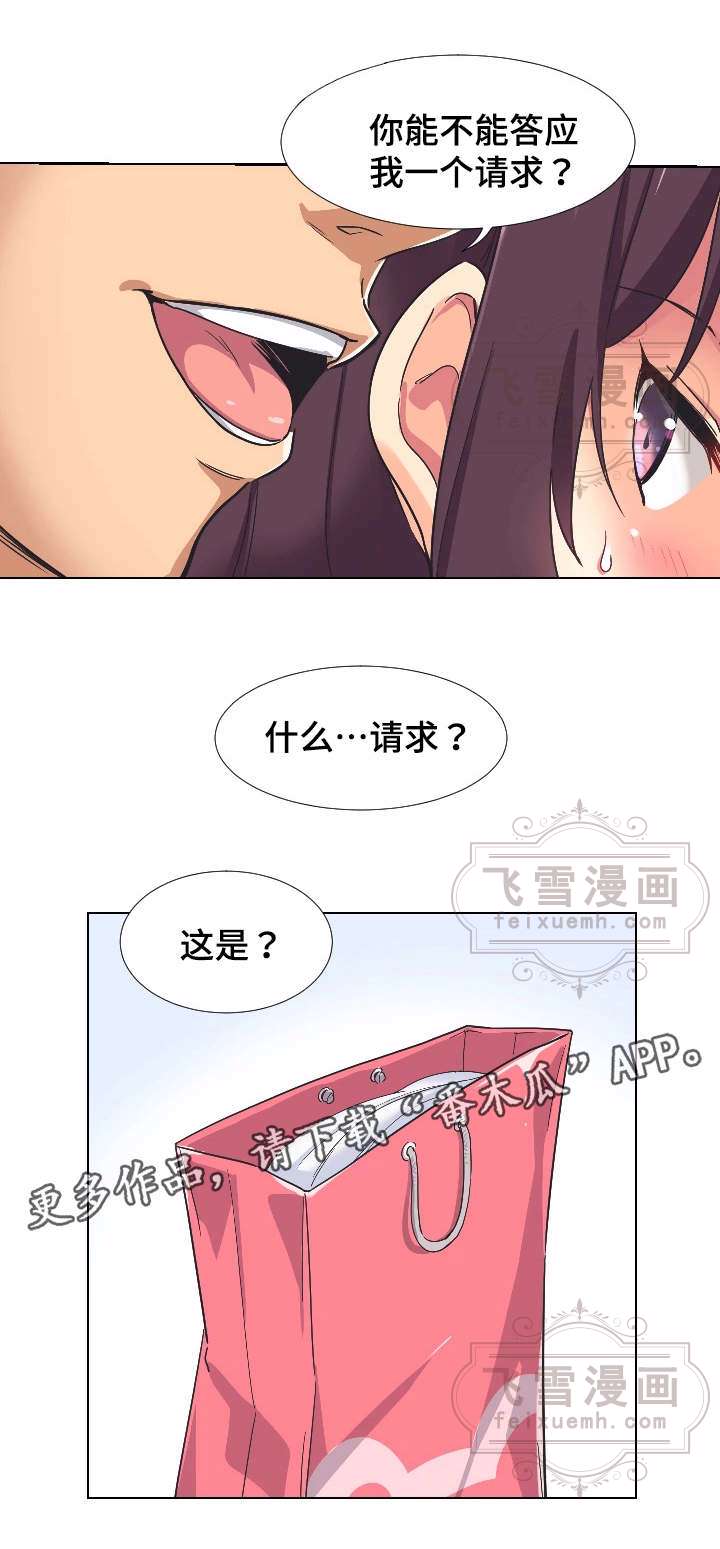 你能不能答应
我一个请求？
飞雪漫画
feixuemh.com
什么…请求？
飞雪漫画
feixuemh.com
这是？
更多作品，请下载“番木瓜”APP。
飞雪漫画
feixuemh.com